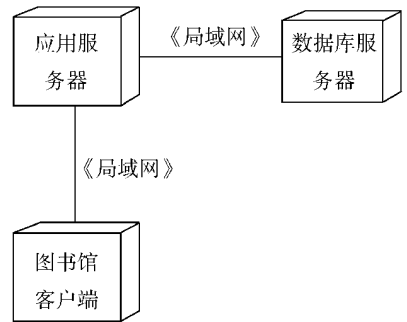 应用服
务器
《局域网》
数据库服
务器
《局域网》
图书馆
客户端